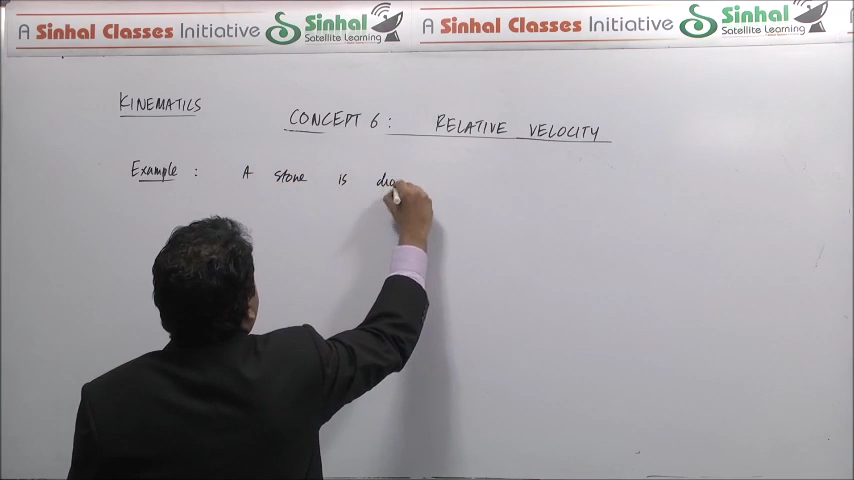 A Sinhal Classes Initiative Sinhal Satellite Learning A Sinhal Classes Initiative Sinhal Satellite Learning A
KINEMATICS
CONCEPT 6: RELATIVE VELOCITY
Example : A stone is